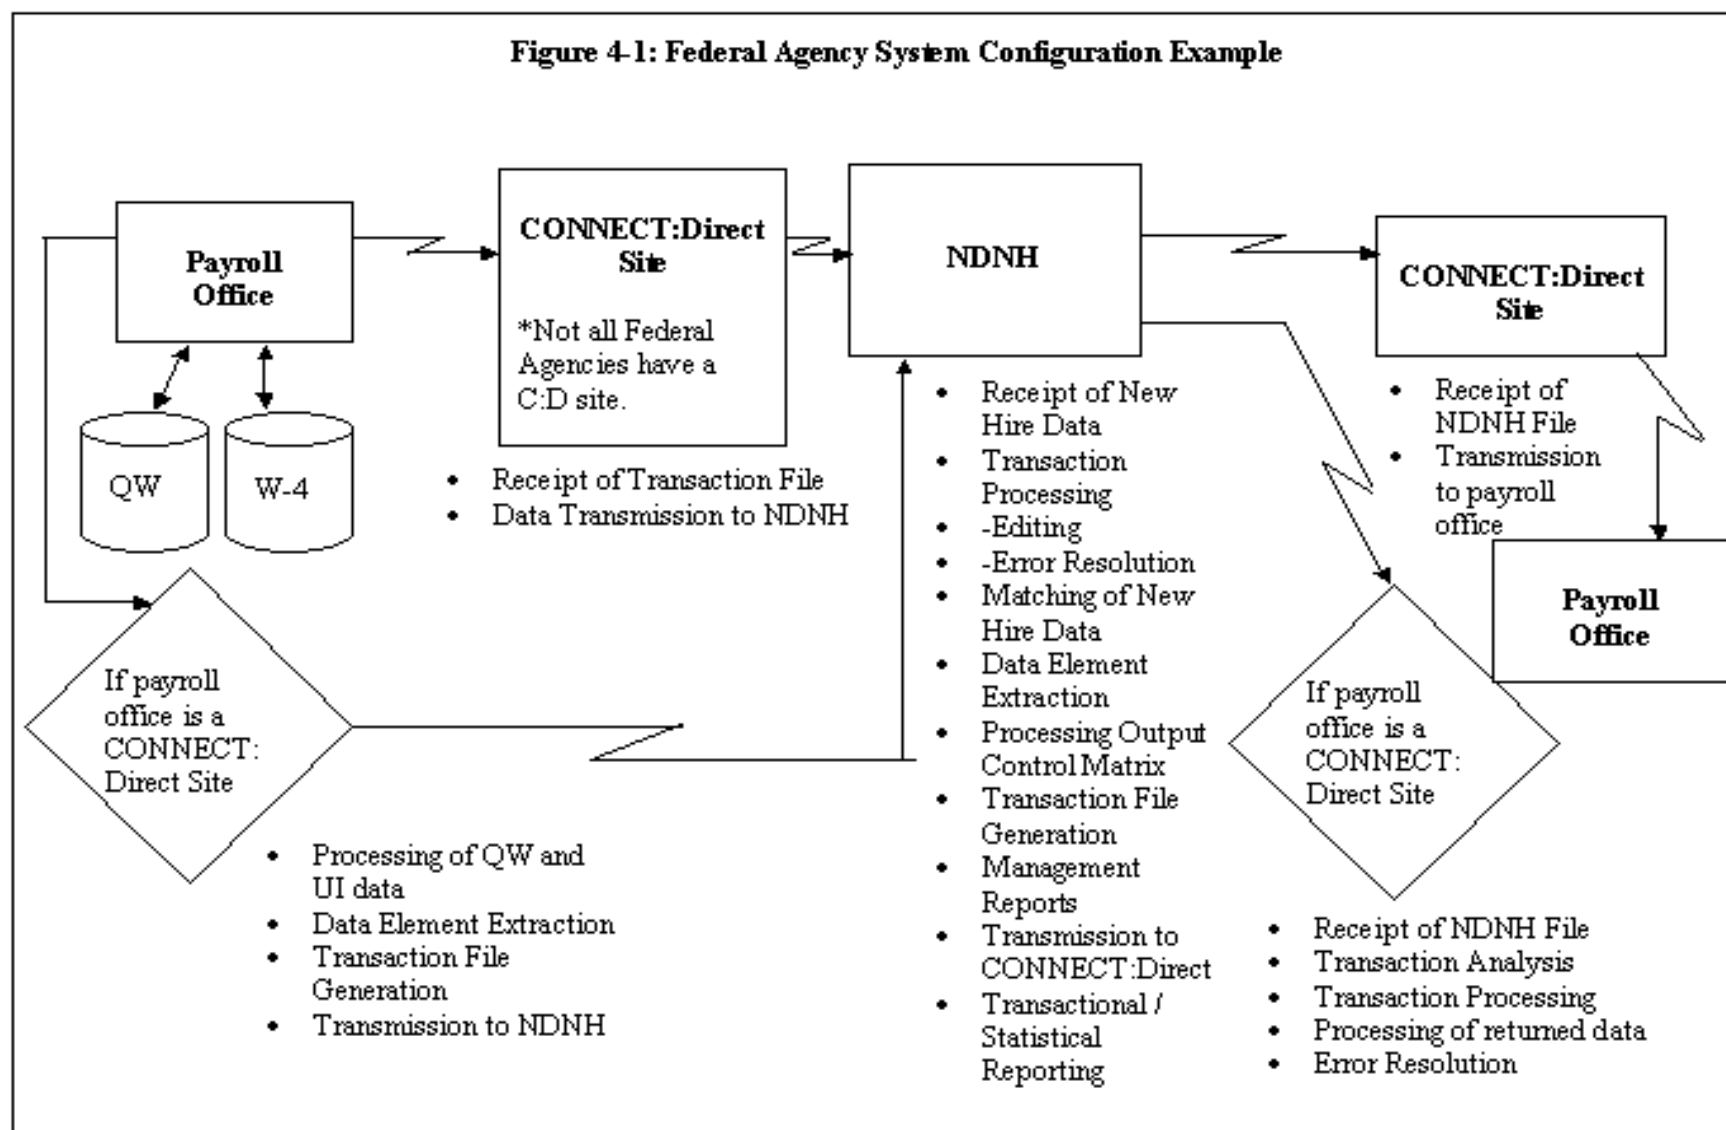 Figure 4-1: Federal Agency System Configuration Example
Payroll
Office
QW
W-4
CONNECT:Direct
Site
*Not all Federal
Agencies have a
C:D site.
• Receipt of Transaction File
• Data Transmission to NDNH
If payroll
office is a
CONNECT:
Direct Site
• Processing of QW and
UI data
• Data Element Extraction
• Transaction File
Generation
• Transmission to NDNH
NDNH
• Receipt of New
Hire Data
• Transaction
Processing
• -Editing
• -Error Resolution
• Matching of New
Hire Data
• Data Element
Extraction
• Processing Output
Control Matrix
• Transaction File
Generation
• Management
Reports
• Transmission to
CONNECT:Direct
• Transactional /
Statistical
Reporting
CONNECT:Direct
Site
• Receipt of
NDNH File
• Transmission
to payroll
office
Payroll
Office
If payroll
office is a
CONNECT:
Direct Site
• Receipt of NDNH File
• Transaction Analysis
• Transaction Processing
• Processing of returned data
• Error Resolution